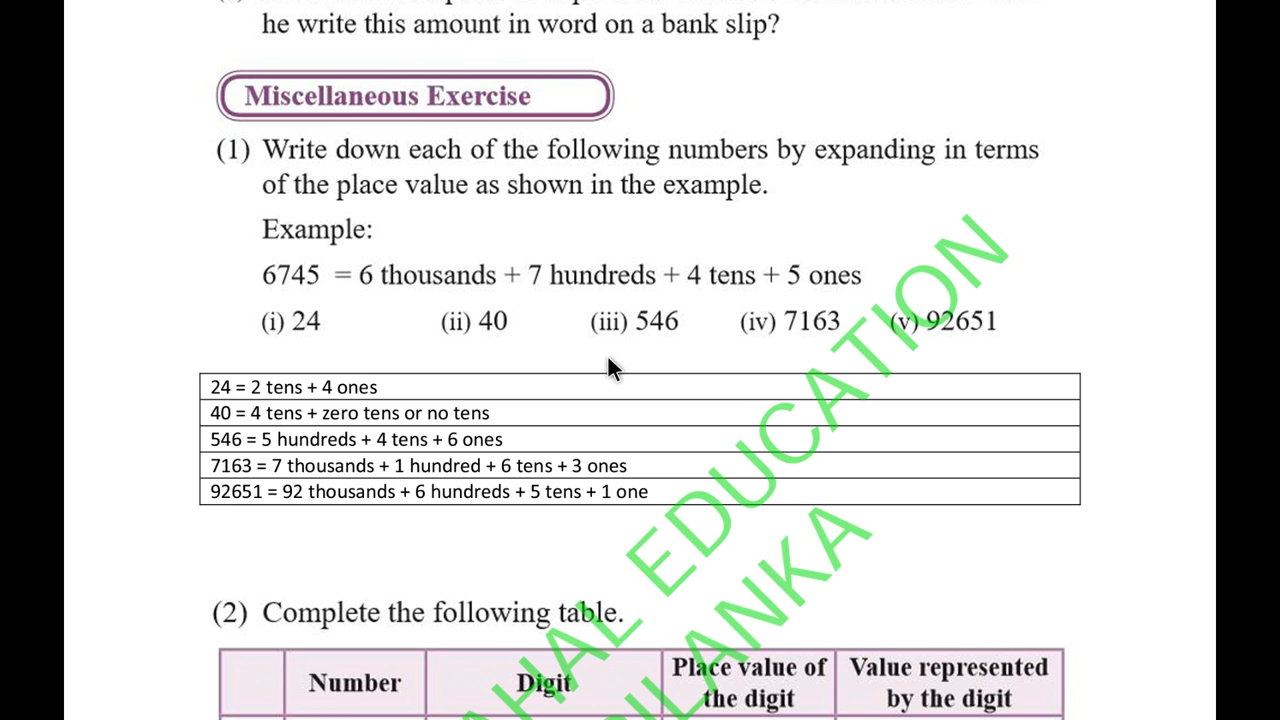 he write this amount in word on a bank slip?
Miscellaneous Exercise
(1) Write down each of the following numbers by expanding in terms
of the place value as shown in the example.
Example:
6745 = 6 thousands + 7 hundreds + 4 tens + 5 ones
(i) 24 (ii) 40 (iii) 546 (iv) 7163 (v) 92651
24 = 2 tens + 4 ones
40 = 4 tens + zero tens or no tens
546 = 5 hundreds + 4 tens + 6 ones
7163 = 7 thousands + 1 hundred + 6 tens + 3 ones
92651 = 92 thousands + 6 hundreds + 5 tens + 1 one
(2) Complete the following table.
Number Digit Place value of the digit Value represented by the digit
EDUCATION